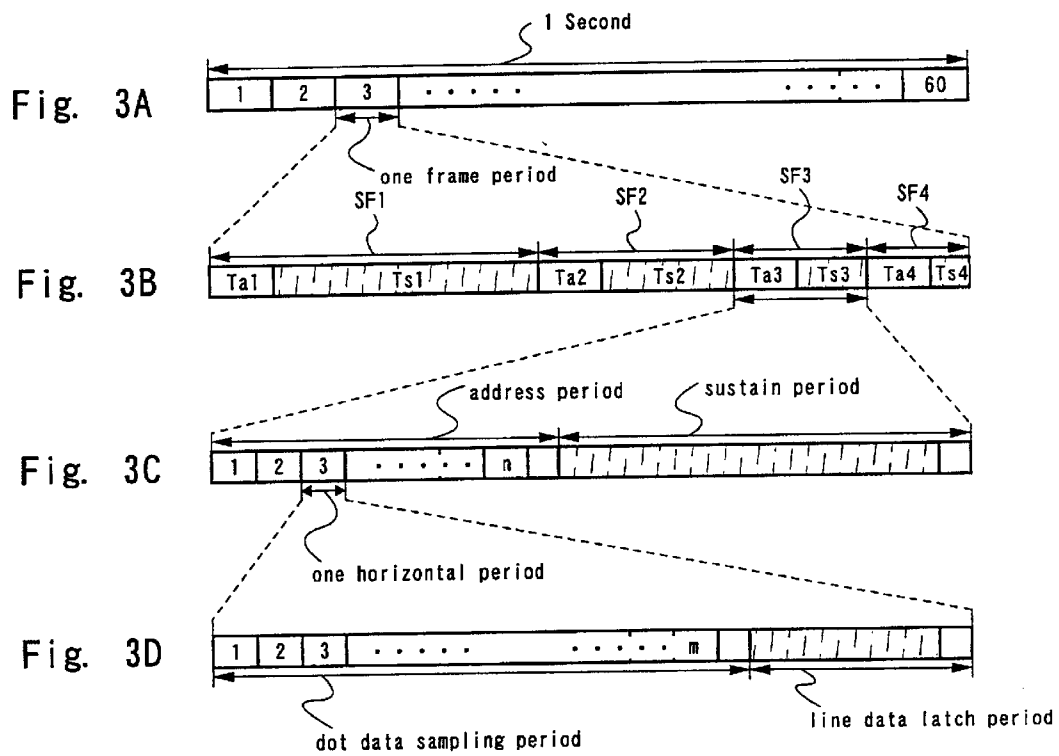 1 Second
Fig. 3A
1 2 3 ..... ..... 60
one frame period
SF1 SF2 SF3 SF4
Fig. 3B
Ta1 Ts1 Ta2 Ts2 Ta3 Ts3 Ta4 Ts4
address period sustain period
Fig. 3C
1 2 3 ..... n
one horizontal period
Fig. 3D
1 2 3 ..... ..... m
dot data sampling period line data latch period